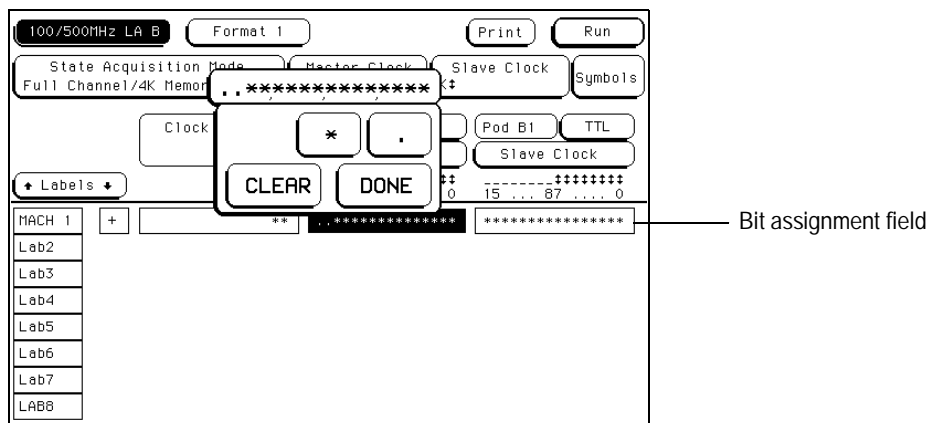 100/500MHz LA B Format 1 Print Run
State Acquisition Mode Master Clock Slave Clock Symbols
Full Channel/4K Memor K↕
..**************
Clock Pod B1 TTL
* .
Slave Clock
CLEAR DONE
↑ Labels ↓ ↕↕ 0 -------_↕↕↕↕↕↕↕↕
15 ... 87 .... 0
MACH 1 + ** ..************** ****************
Bit assignment field
Lab2
Lab3
Lab4
Lab5
Lab6
Lab7
LAB8